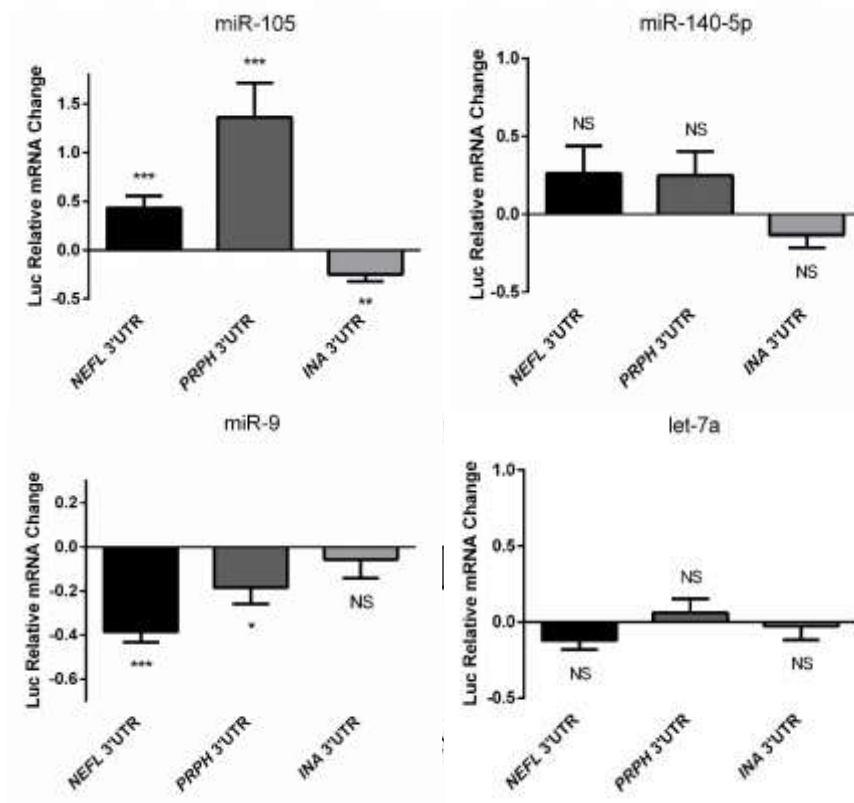 miR-105
Luc Relative mRNA Change
1.5
1.0
0.5
0.0
-0.5
***
***
**
NEFL 3'UTR
PRPH 3'UTR
INA 3'UTR
miR-140-5p
Luc Relative mRNA Change
1.0
0.5
0.0
-0.5
NS
NS
NS
NEFL 3'UTR
PRPH 3'UTR
INA 3'UTR
miR-9
Luc Relative mRNA Change
0.2
0.0
-0.2
-0.4
-0.6
***
*
NS
NEFL 3'UTR
PRPH 3'UTR
INA 3'UTR
let-7a
Luc Relative mRNA Change
1.0
0.5
0.0
-0.5
NS
NS
NS
NEFL 3'UTR
PRPH 3'UTR
INA 3'UTR